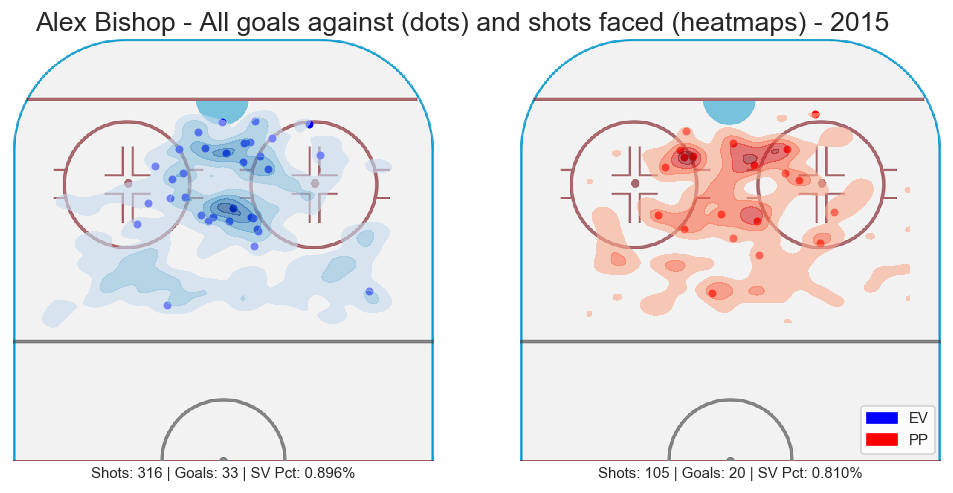 Alex Bishop - All goals against (dots) and shots faced (heatmaps) - 2015
EV
PP
Shots: 316 | Goals: 33 | SV Pct: 0.896%
Shots: 105 | Goals: 20 | SV Pct: 0.810%